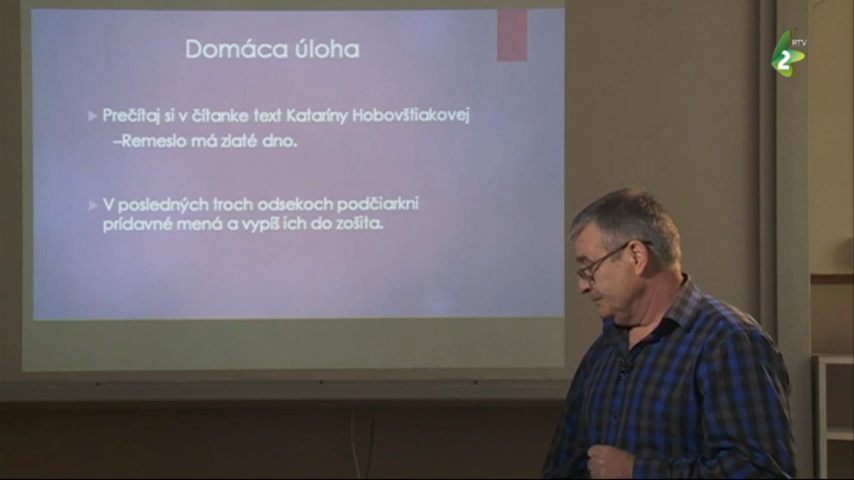 Domáca úloha
Prečítaj si v čítanke text Kataríny Hobovštiakovej
–Remeslo má zlaté dno.
V posledných troch odsekoch podčiarkni
prídavné mená a vypíš ich do zošita.
RTV
2